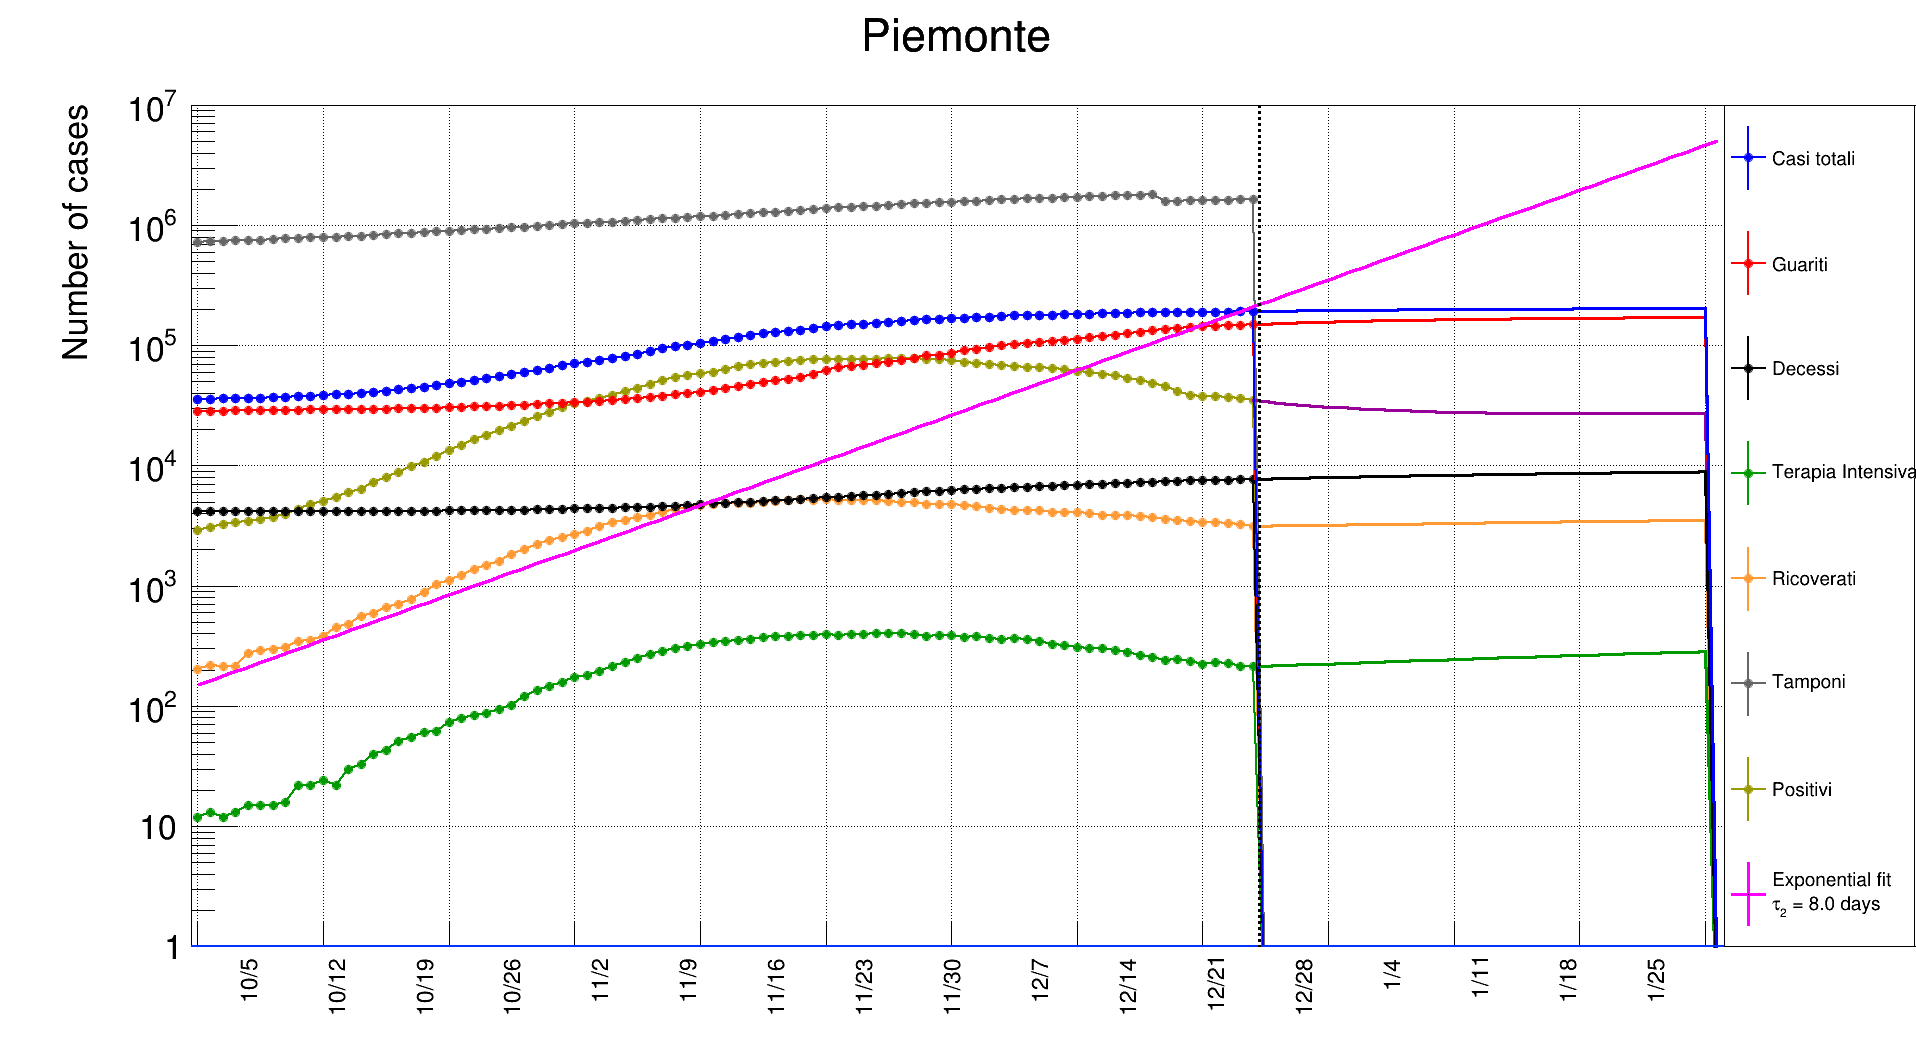 Piemonte
Number of cases
10^7
10^6
10^5
10^4
10^3
10^2
10
1
10/5
10/12
10/19
10/26
11/2
11/9
11/16
11/23
11/30
12/7
12/14
12/21
12/28
1/4
1/11
1/18
1/25
Casi totali
Guariti
Decessi
Terapia Intensiva
Ricoverati
Tamponi
Positivi
Exponential fit
τ_2 = 8.0 days